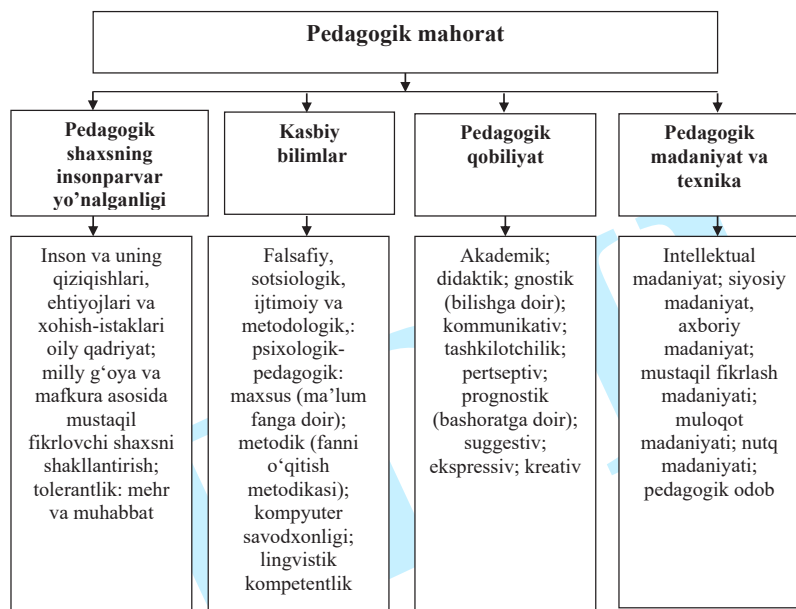 Pedagogik mahorat
Pedagogik
shaxsning
insonparvar
yo’nalganligi
Kasbiy
bilimlar
Pedagogik
qobiliyat
Pedagogik
madaniyat va
texnika
Inson va uning
qiziqishlari,
ehtiyojlari va
xohish-istaklari
oily qadriyat;
milly g‘oya va
mafkura asosida
mustaqil
fikrlovchi shaxsni
shakllantirish;
tolerantlik: mehr
va muhabbat
Falsafiy,
sotsiologik,
ijtimoiy va
metodologik,:
psixologik-
pedagogik:
maxsus (ma’lum
fanga doir);
metodik (fanni
o‘qitish
metodikasi);
kompyuter
savodxonligi;
lingvistik
kompetentlik
Akademik;
didaktik; gnostik
(bilishga doir);
kommunikativ;
tashkilotchilik;
pertseptiv;
prognostik
(bashoratga doir);
suggestiv;
ekspressiv; kreativ
Intellektual
madaniyat; siyosiy
madaniyat,
axboriy
madaniyat;
mustaqil fikrlash
madaniyati;
muloqot
madaniyati; nutq
madaniyati;
pedagogik odob